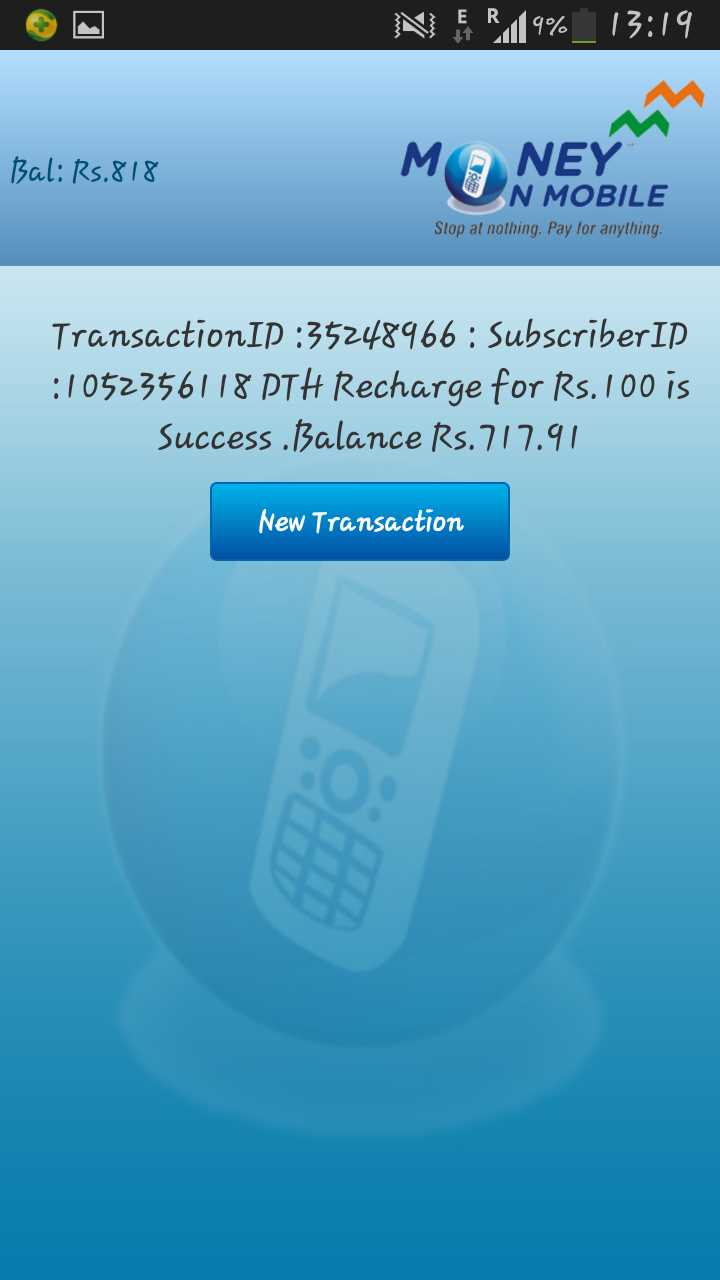 E R 9% 13:19
Bal: Rs.818
MONEY
ON MOBILE
Stop at nothing. Pay for anything.
TransactionID :35248966 : SubscriberID
:1052356118 DTH Recharge for Rs.100 is
Success .Balance Rs.717.91
New Transaction